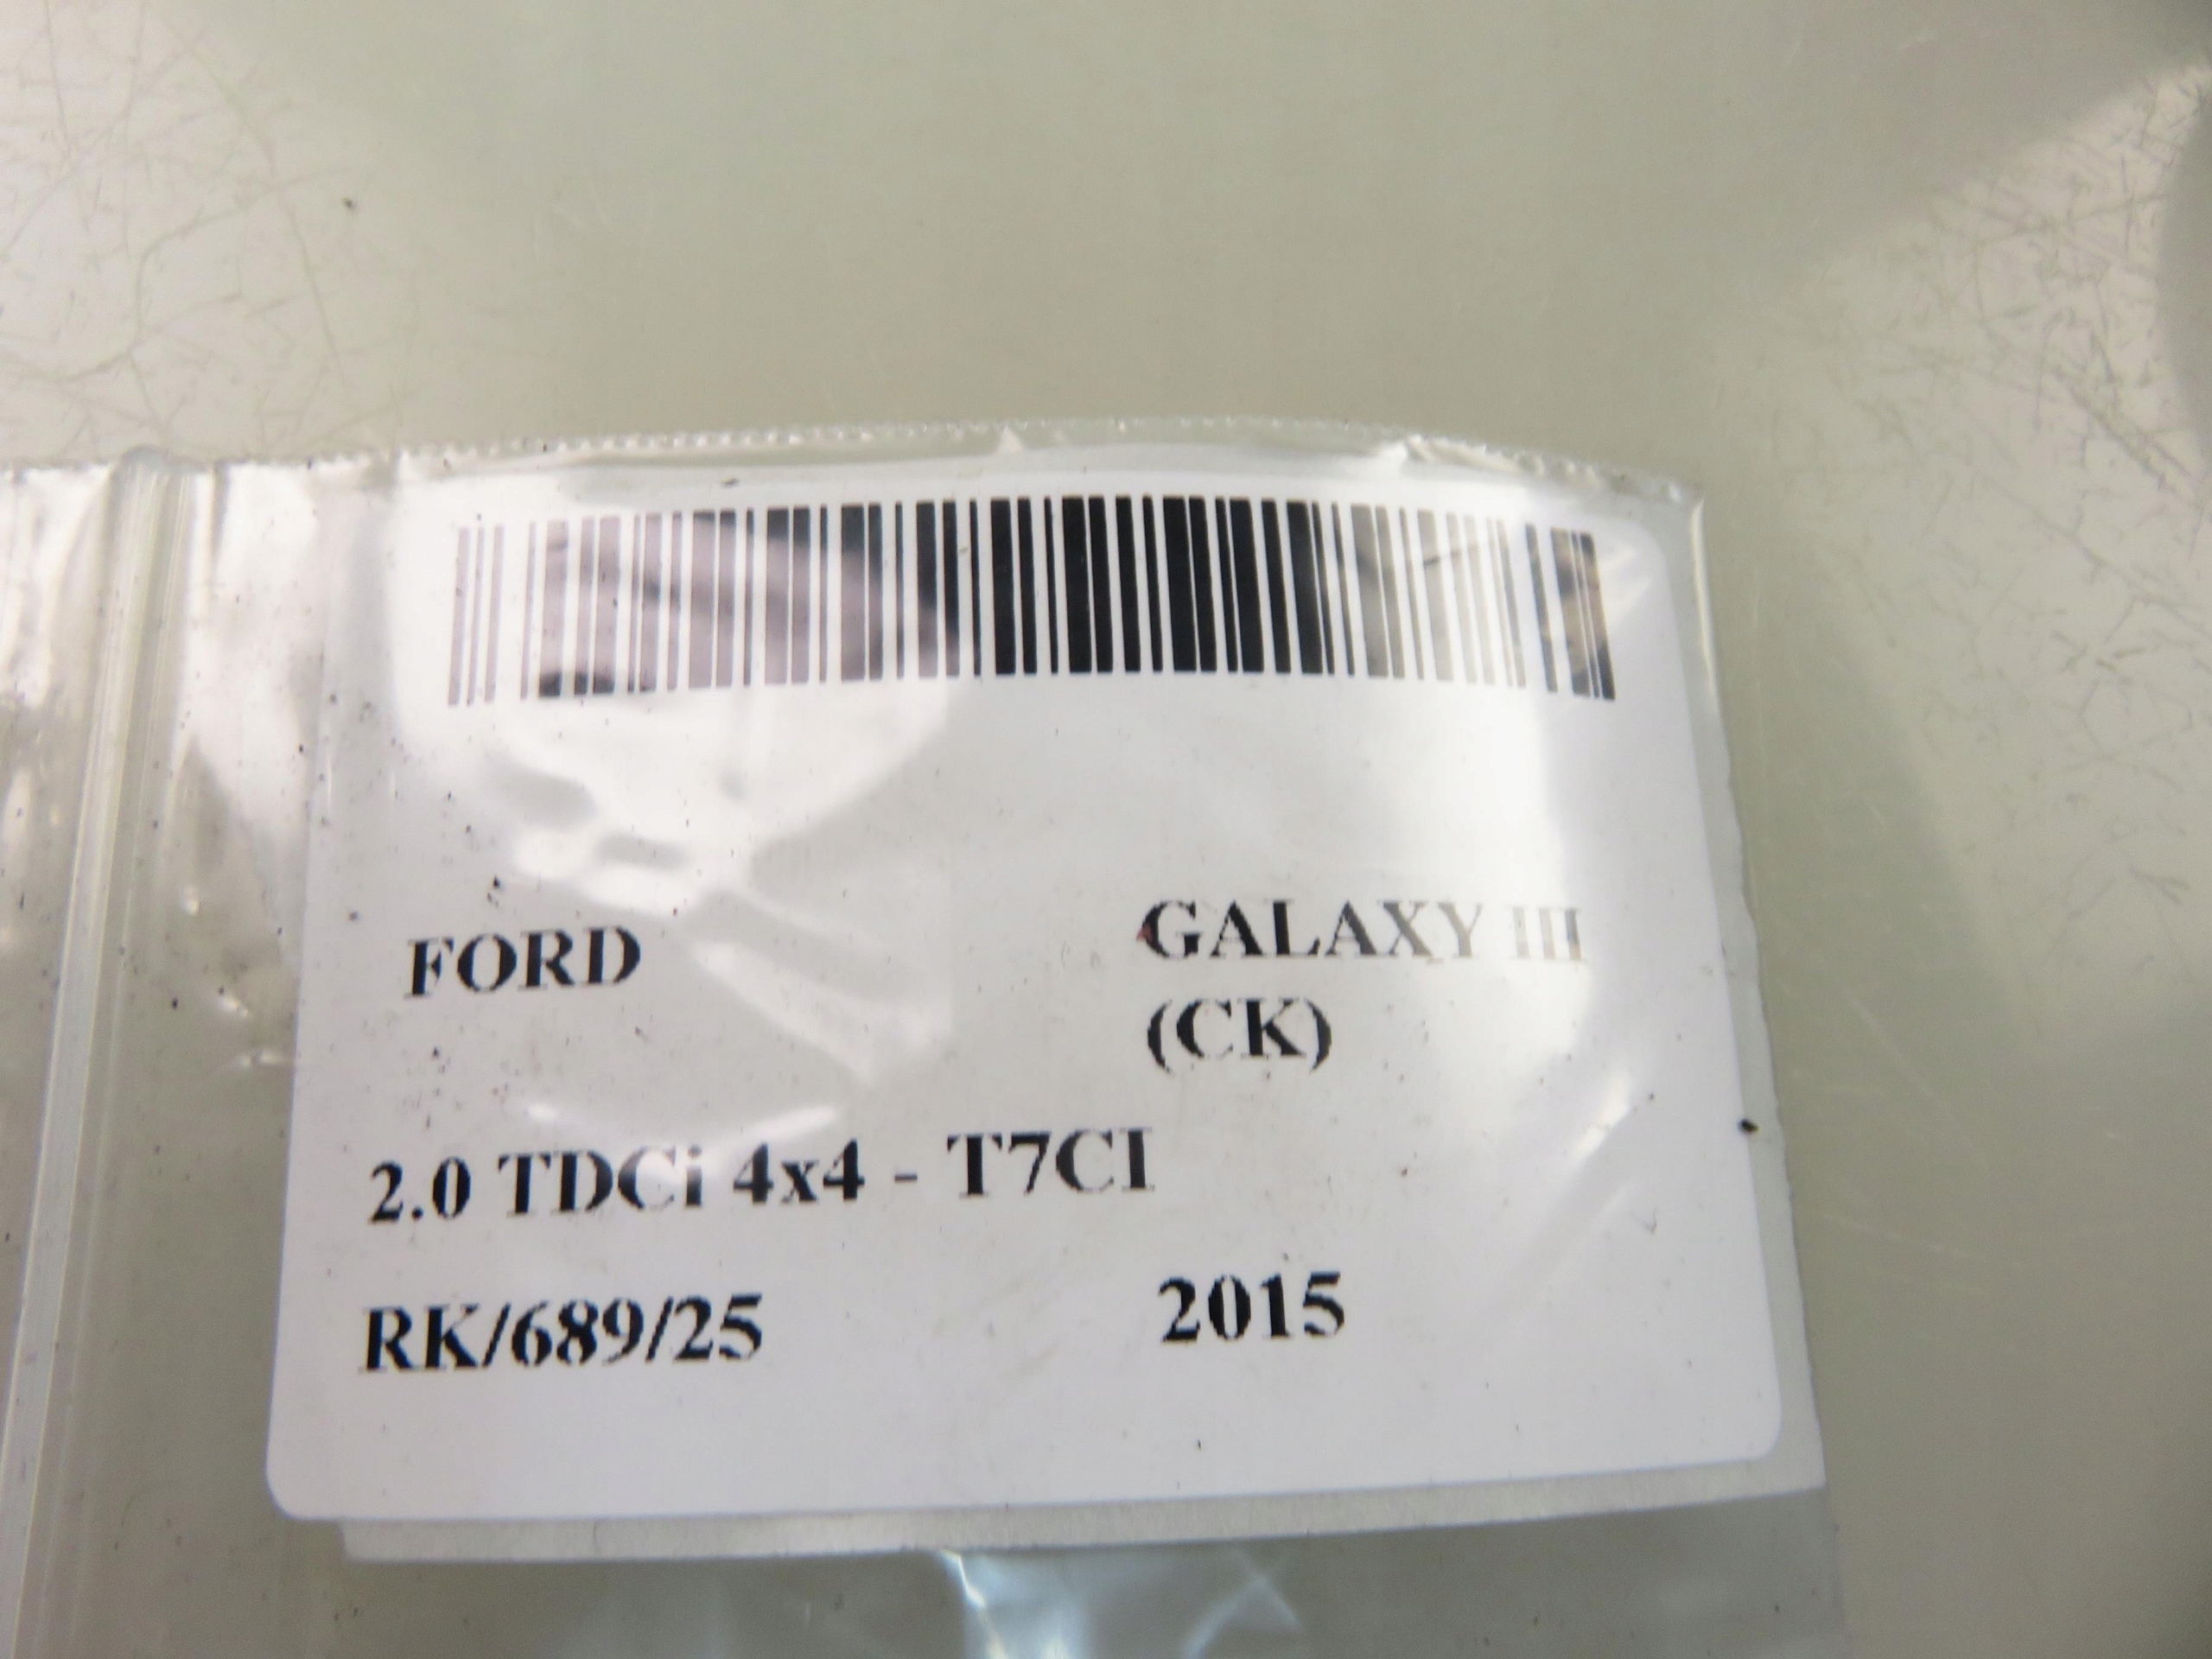 FORD GALAXY III
(CK)
2.0 TDCi 4x4 - T7CI
RK/689/25 2015